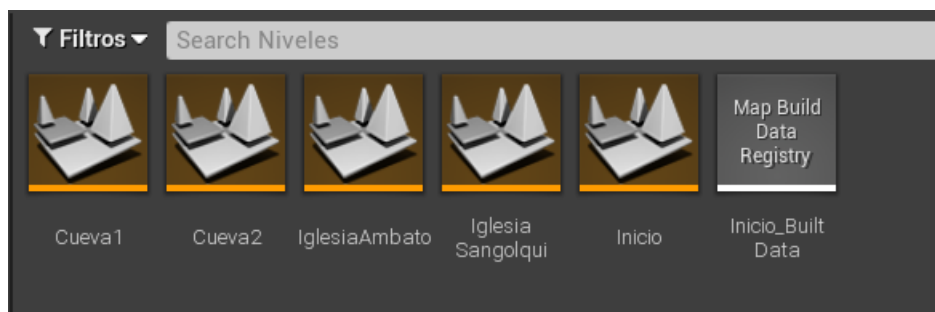 Filtros
Search Niveles
Map Build
Data
Registry
Cueva1
Cueva2
IglesiaAmbato
Iglesia
Sangolqui
Inicio
Inicio_Built
Data